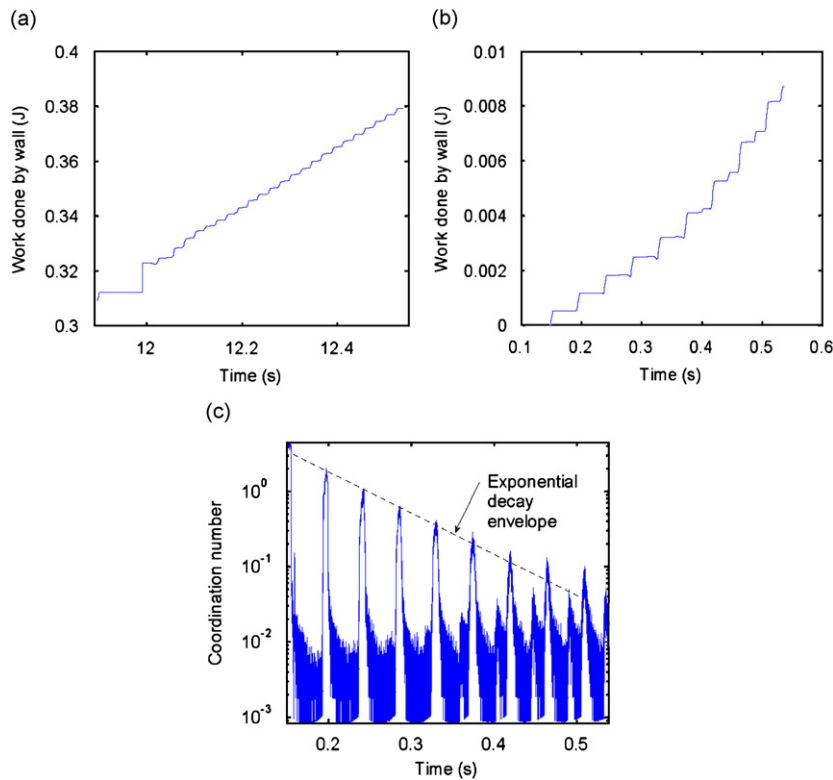 (a)
0.4
0.38
0.36
0.34
0.32
0.3
Work done by wall (J)
12
12.2
12.4
Time (s)
(b)
0.01
0.008
0.006
0.004
0.002
0
Work done by wall (J)
0.1
0.2
0.3
0.4
0.5
0.6
Time (s)
(c)
10^0
10^-1
10^-2
10^-3
Coordination number
Exponential
decay
envelope
0.2
0.3
0.4
0.5
Time (s)